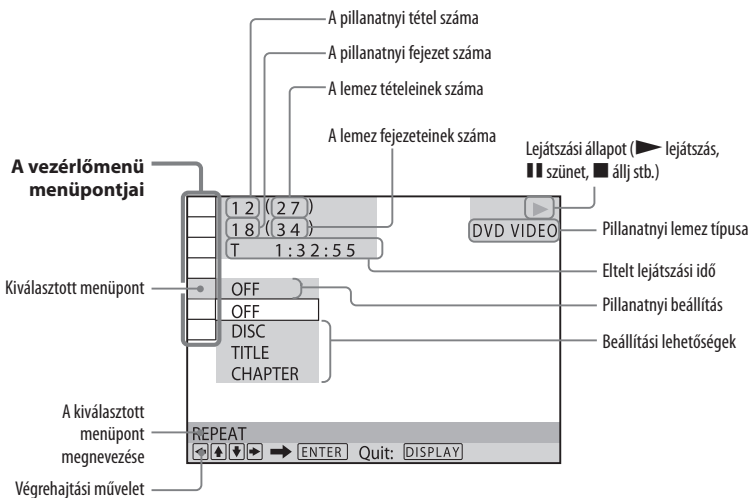 A pillanatnyi tétel száma
A pillanatnyi fejezet száma
A lemez tételeinek száma
A lemez fejezeteinek száma
Lejátszási állapot (▶ lejátszás,
⏸ szünet, ■ állj stb.)
A vezérlőmenü
menüpontjai
12(27)
18(34)
T 1:32:55
▶
DVD VIDEO
Pillanatnyi lemez típusa
Eltelt lejátszási idő
Kiválasztott menüpont
OFF
Pillanatnyi beállítás
OFF
DISC
TITLE
CHAPTER
Beállítási lehetőségek
A kiválasztott
menüpont
megnevezése
REPEAT
←↑↓→ ➡ ENTER Quit: DISPLAY
Végrehajtási művelet